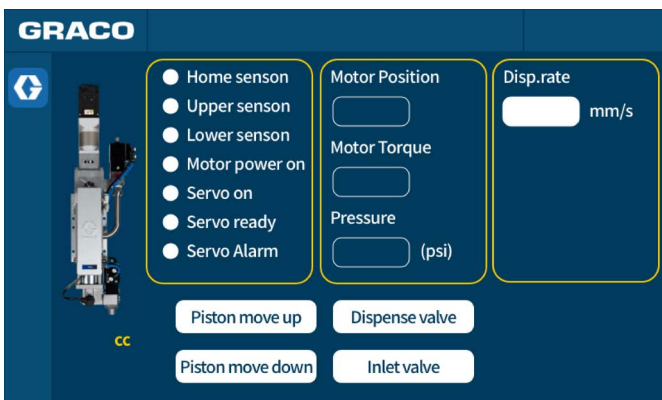 GRACO
Home senson
Upper senson
Lower senson
Motor power on
Servo on
Servo ready
Servo Alarm
Motor Position
Motor Torque
Pressure
(psi)
Disp.rate
mm/s
cc
Piston move up
Dispense valve
Piston move down
Inlet valve